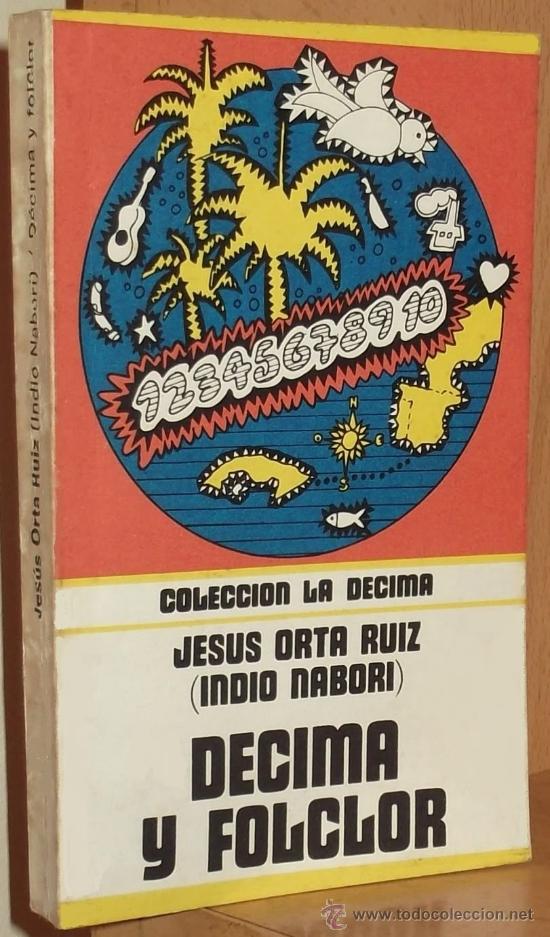 12345678910
N
COLECCION LA DECIMA
JESUS ORTA RUIZ
(INDIO NABORI)
DECIMA
Y FOLCLOR
Jesús Orta Ruiz (Indio Naborí) / Décima y folclor
www.todocoleccion.net